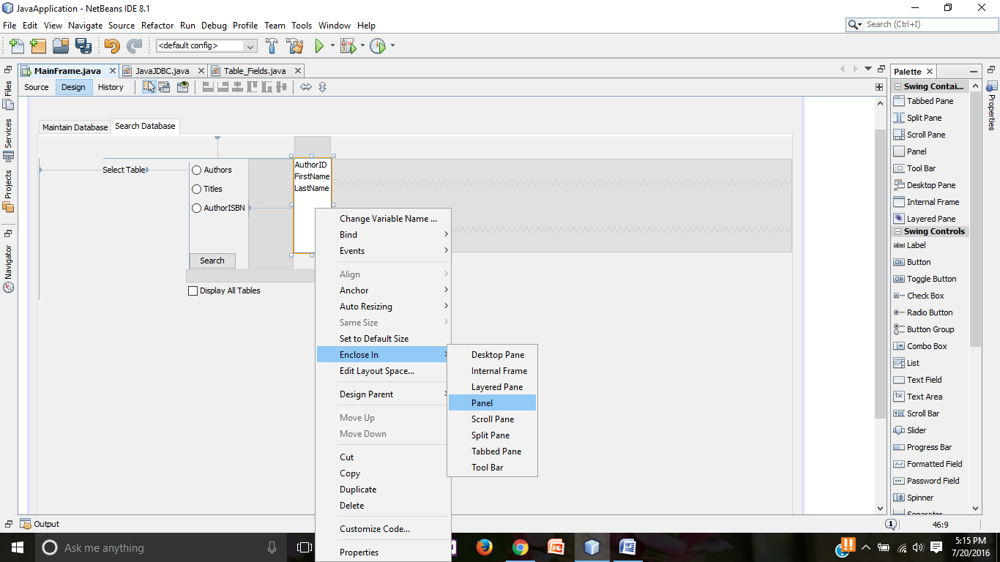 JavaApplication - NetBeans IDE 8.1
File Edit View Navigate Source Refactor Run Debug Profile Team Tools Window Help
Search (Ctrl+I)
<default config>
MainFrame.java
JavaJDBC.java
Table_Fields.java
Source
Design
History
Files
Services
Projects
Navigator
Maintain Database
Search Database
Select Table
Authors
Titles
AuthorISBN
Search
Display All Tables
AuthorID
FirstName
LastName
Change Variable Name ...
Bind
Events
Align
Anchor
Auto Resizing
Same Size
Set to Default Size
Enclose In
Edit Layout Space...
Design Parent
Move Up
Move Down
Cut
Copy
Duplicate
Delete
Customize Code...
Properties
Desktop Pane
Internal Frame
Layered Pane
Panel
Scroll Pane
Split Pane
Tabbed Pane
Tool Bar
Palette
Swing Contai...
Tabbed Pane
Split Pane
Scroll Pane
Panel
Tool Bar
Desktop Pane
Internal Frame
Layered Pane
Swing Controls
label Label
OK Button
ON Toggle Button
Check Box
Radio Button
Button Group
Combo Box
List
Text Field
Text Area
Scroll Bar
Slider
Progress Bar
Formatted Field
Password Field
Spinner
Properties
Output
1
46:9
Ask me anything
5:15 PM
7/20/2016